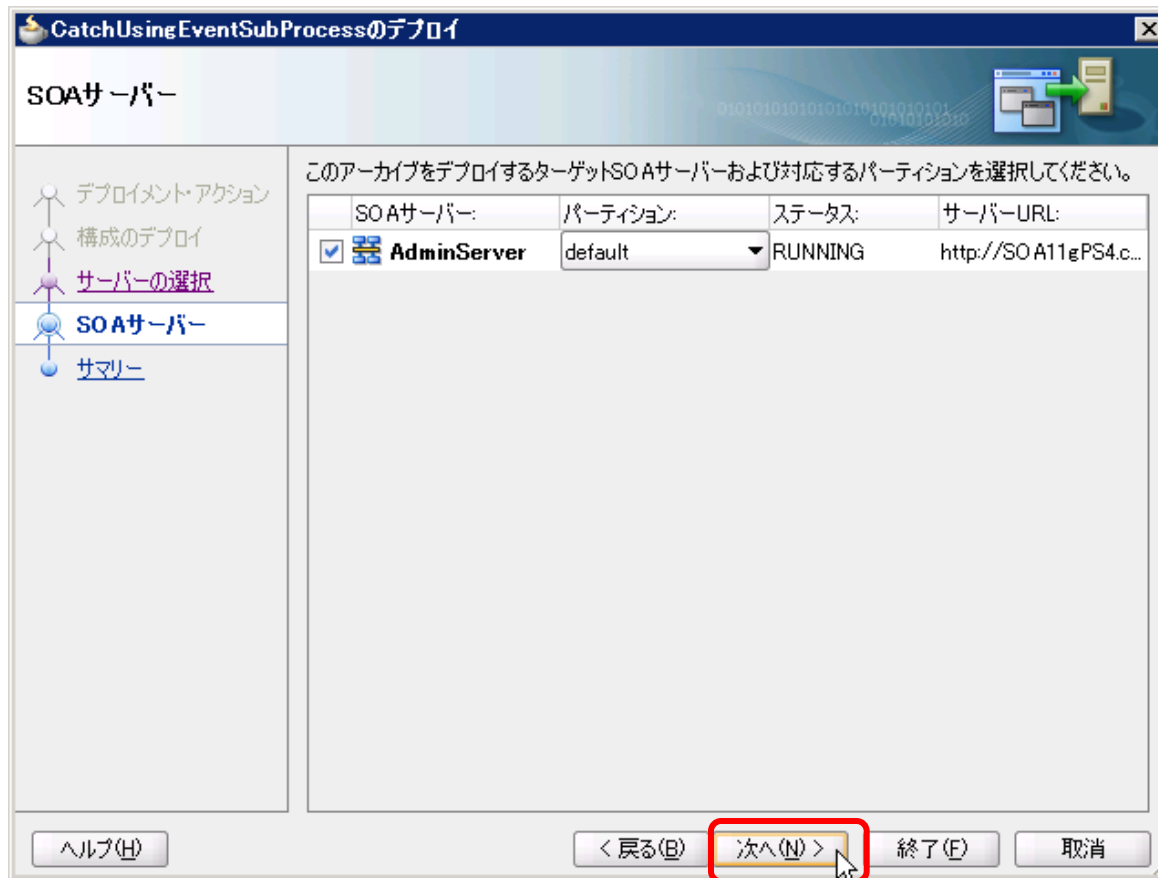 CatchUsingEventSubProcessのデプロイ
SOAサーバー
010101010101010101010101010101
01010101010
このアーカイブをデプロイするターゲットSOAサーバーおよび対応するパーティションを選択してください。
デプロイメント・アクション
構成のデプロイ
サーバーの選択
SOAサーバー
サマリー
SOAサーバー: パーティション: ステータス: サーバーURL:
AdminServer default RUNNING http://SOA11gPS4.c...
ヘルプ(H) < 戻る(B) 次へ(N) > 終了(F) 取消